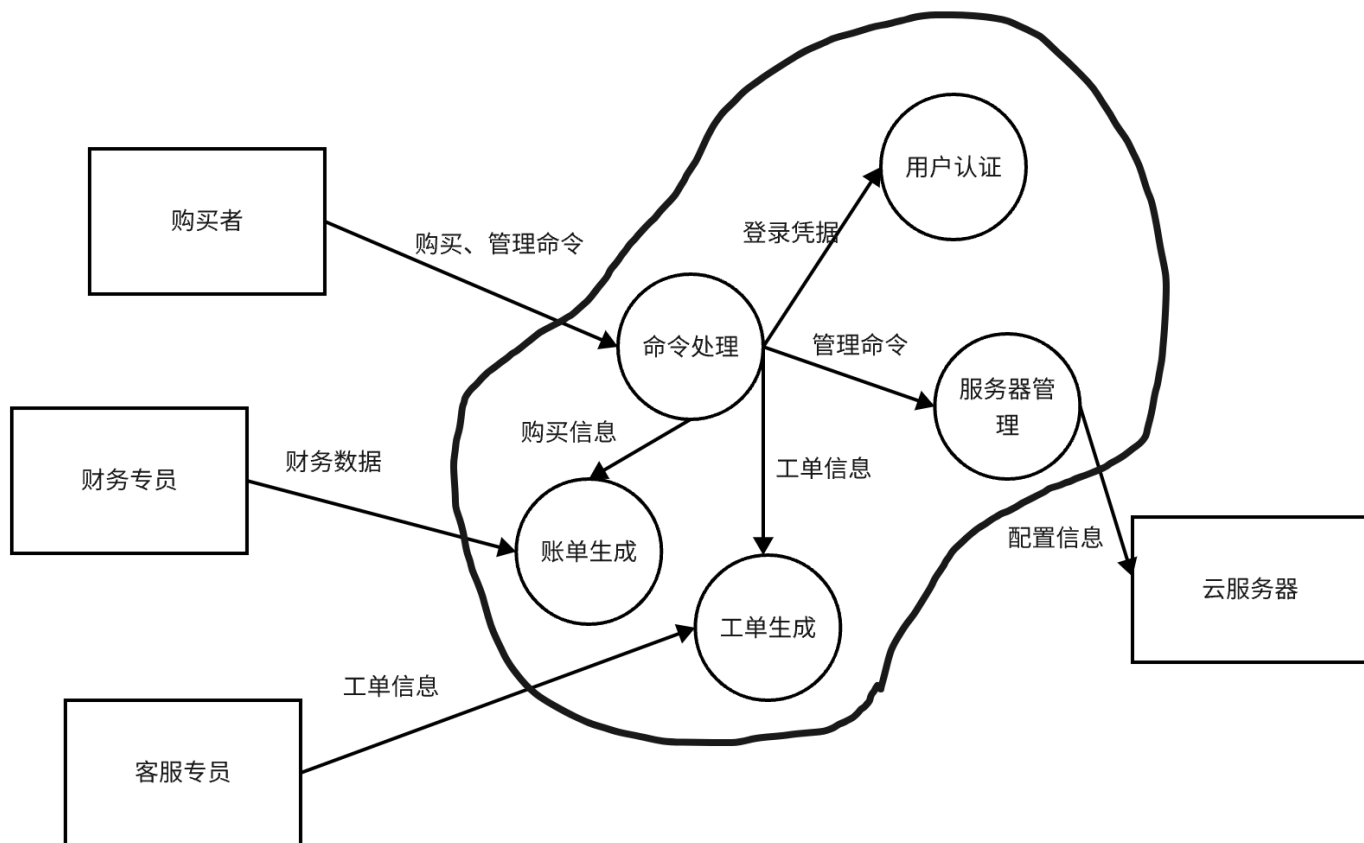 用户认证
购买者
登录凭据
购买、管理命令
命令处理
管理命令
服务器管
理
购买信息
财务数据
工单信息
财务专员
配置信息
账单生成
云服务器
工单生成
工单信息
客服专员